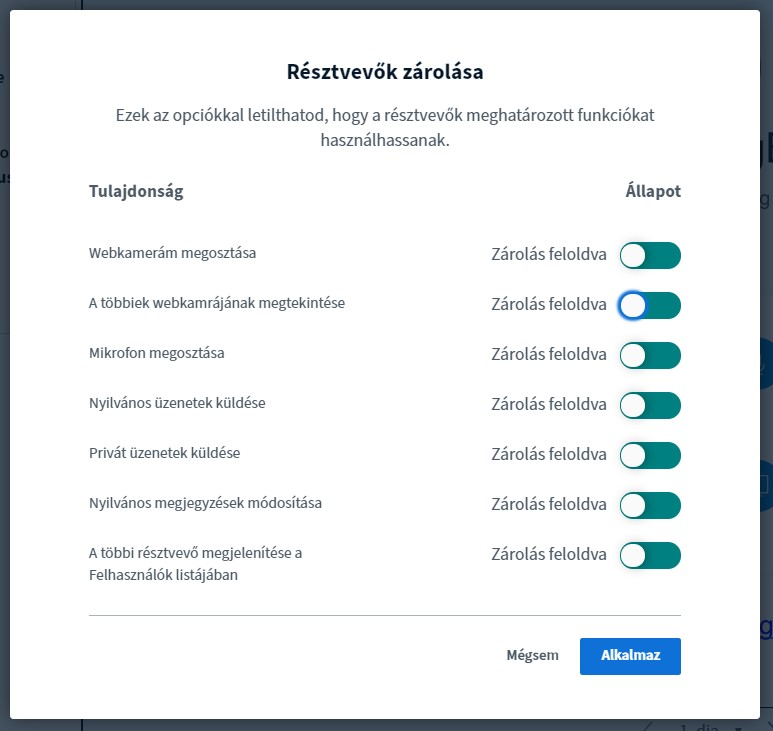 Résztvevők zárolása
Ezek az opciókkal letilthatod, hogy a résztvevők meghatározott funkciókat
használhassanak.
Tulajdonság Állapot
Webkamerám megosztása Zárolás feloldva
A többiek webkamrájának megtekintése Zárolás feloldva
Mikrofon megosztása Zárolás feloldva
Nyilvános üzenetek küldése Zárolás feloldva
Privát üzenetek küldése Zárolás feloldva
Nyilvános megjegyzések módosítása Zárolás feloldva
A többi résztvevő megjelenítése a Zárolás feloldva
Felhasználók listájában
Mégsem Alkalmaz
1. dia